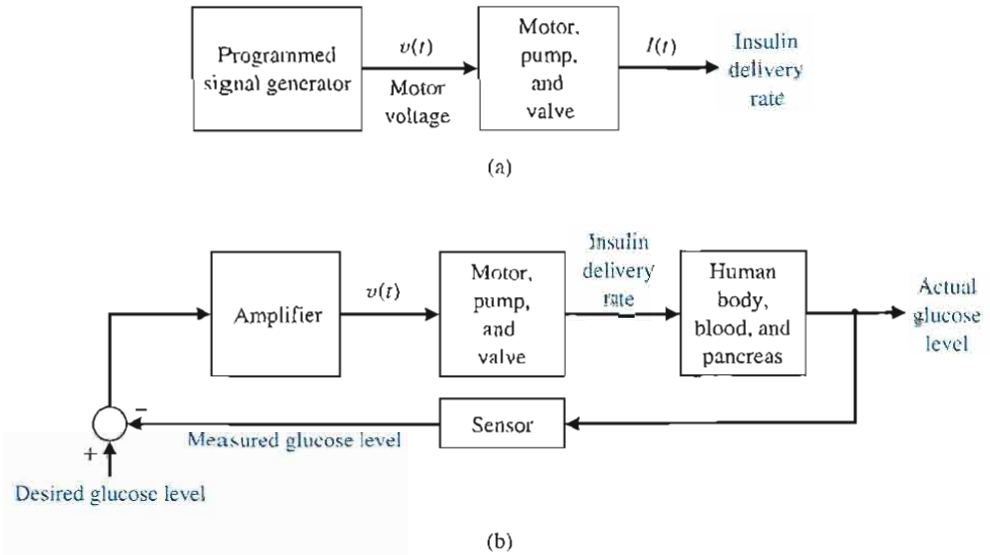 Programmed
signal generator
v(t)
Motor
voltage
Motor,
pump,
and
valve
I(t)
Insulin
delivery
rate
(a)
Amplifier
v(t)
Motor,
pump,
and
valve
Insulin
delivery
rate
Human
body,
blood, and
pancreas
Actual
glucose
level
Sensor
Measured glucose level
−
+
Desired glucose level
(b)